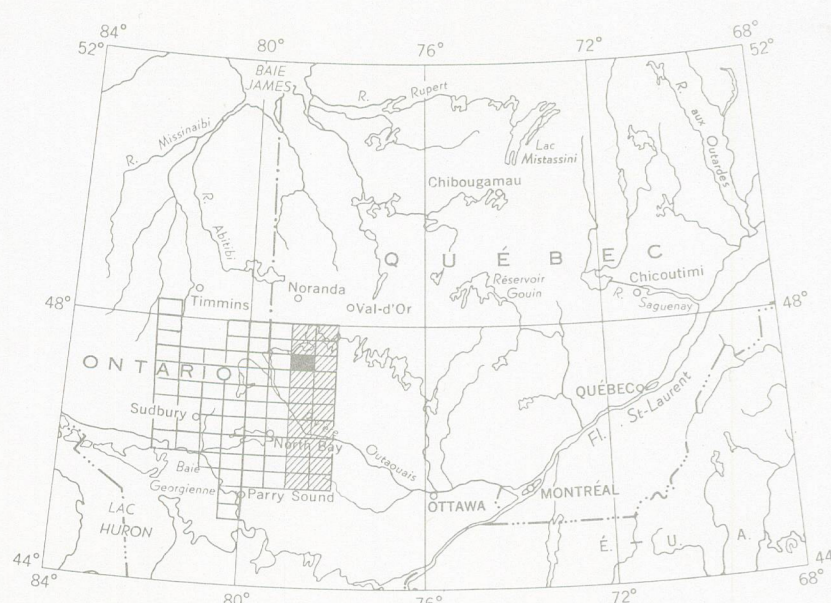 84°
80°
76°
72°
68°
52°
52°
BAIE
JAMES
R. Rupert
R. aux Outardes
R. Missinaibi
Lac
Mistassini
Chibougamau
R. Abitibi
QUÉBEC
Chicoutimi
Réservoir
Gouin
R. Saguenay
Noranda
Timmins
Val-d'Or
48°
48°
ONTARIO
QUÉBEC
Sudbury
Fl. St-Laurent
North Bay
Outaouais
Baie
Georgienne
Parry Sound
OTTAWA
MONTRÉAL
LAC
HURON
É.-U. A.
44°
44
84°
80°
76°
72°
68°